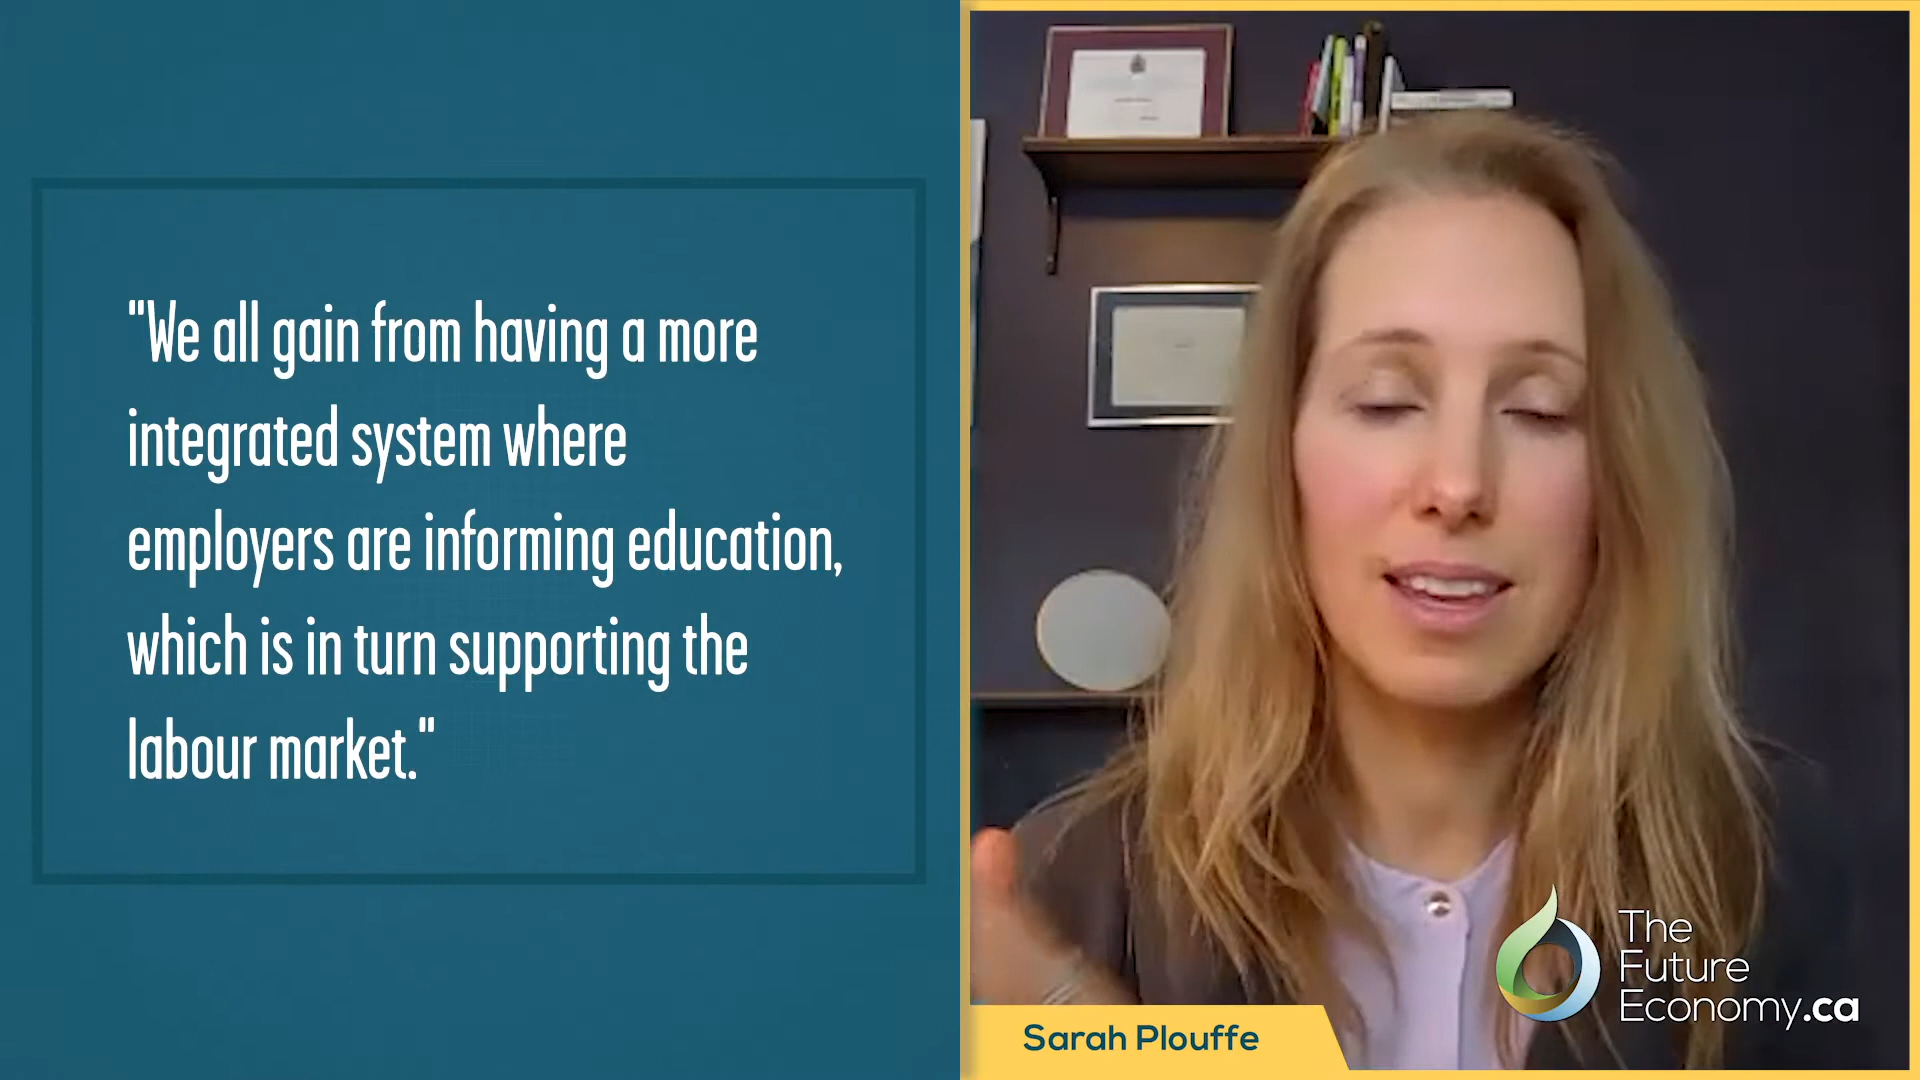 "We all gain from having a more
integrated system where
employers are informing education,
which is in turn supporting the
labour market."
Sarah Plouffe
The
Future
Economy.ca